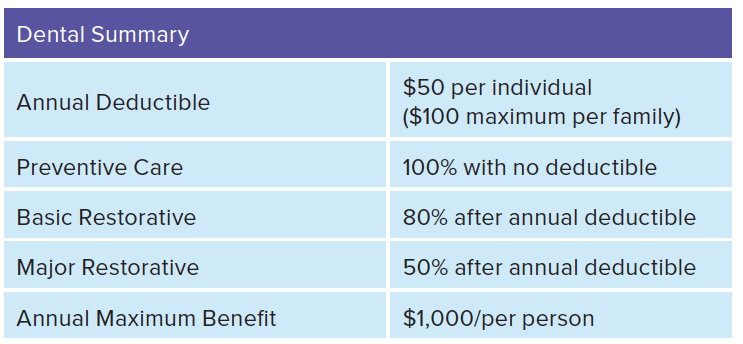 Dental Summary
Annual Deductible
$50 per individual
($100 maximum per family)
Preventive Care
100% with no deductible
Basic Restorative
80% after annual deductible
Major Restorative
50% after annual deductible
Annual Maximum Benefit
$1,000/per person